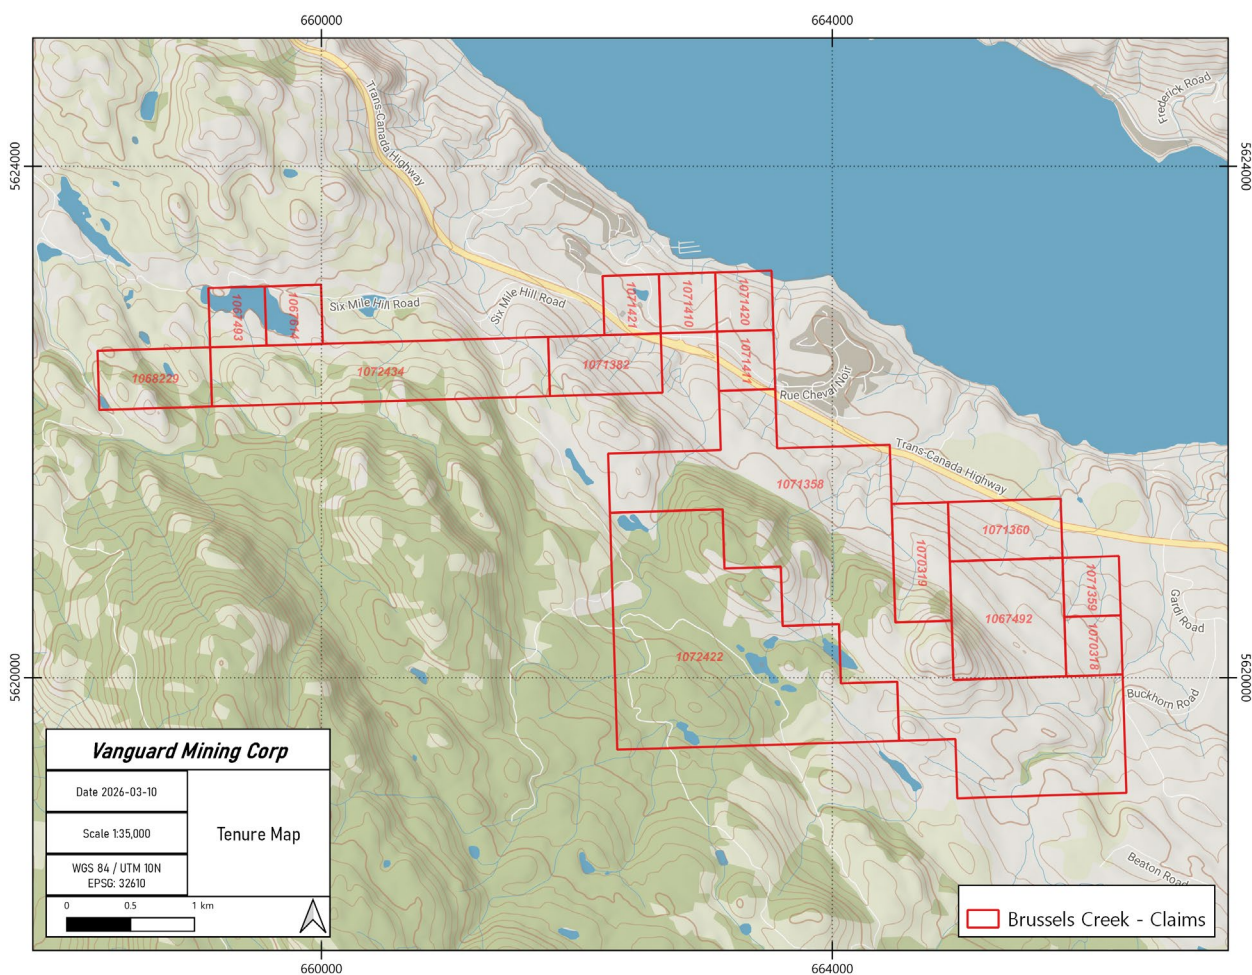 660000
664000
Frederick Road
Trans-Canada Highway
5624000
5624000
Six Mile Hill Road
Six Mile Hill Road
1067493
1067614
1071421
1071410
1071420
1068229
1072434
1071382
1071411
Rue Cheval Noir
Trans-Canada Highway
1071358
1071360
1070319
1071359
1067492
1070318
Gardi Road
1072422
5620000
5620000
Buckhorn Road
Beaton Road
Vanguard Mining Corp
Date 2026-03-10
Scale 1:35,000
Tenure Map
WGS 84 / UTM 10N
EPSG: 32610
0 0.5 1 km
Brussels Creek - Claims
660000
664000